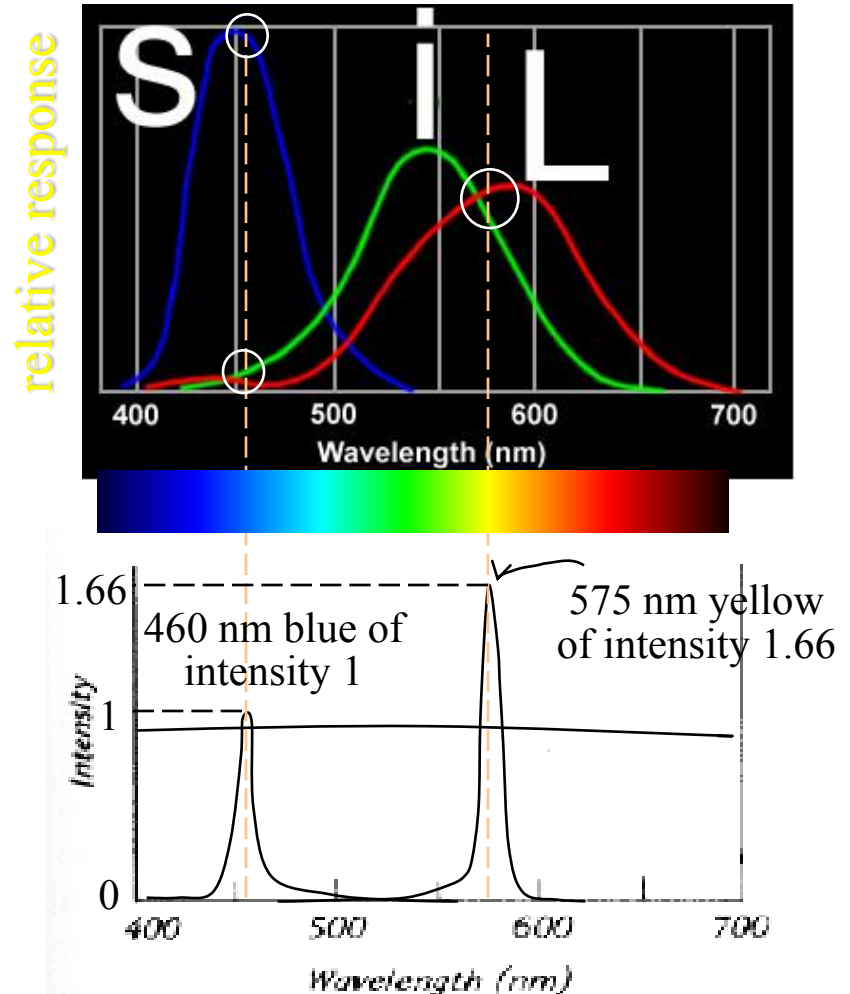 relative response
S i L
400 500 600 700
Wavelength (nm)
1.66
575 nm yellow
of intensity 1.66
460 nm blue of
intensity 1
1
Intensity
0
400 500 600 700
Wavelength (nm)